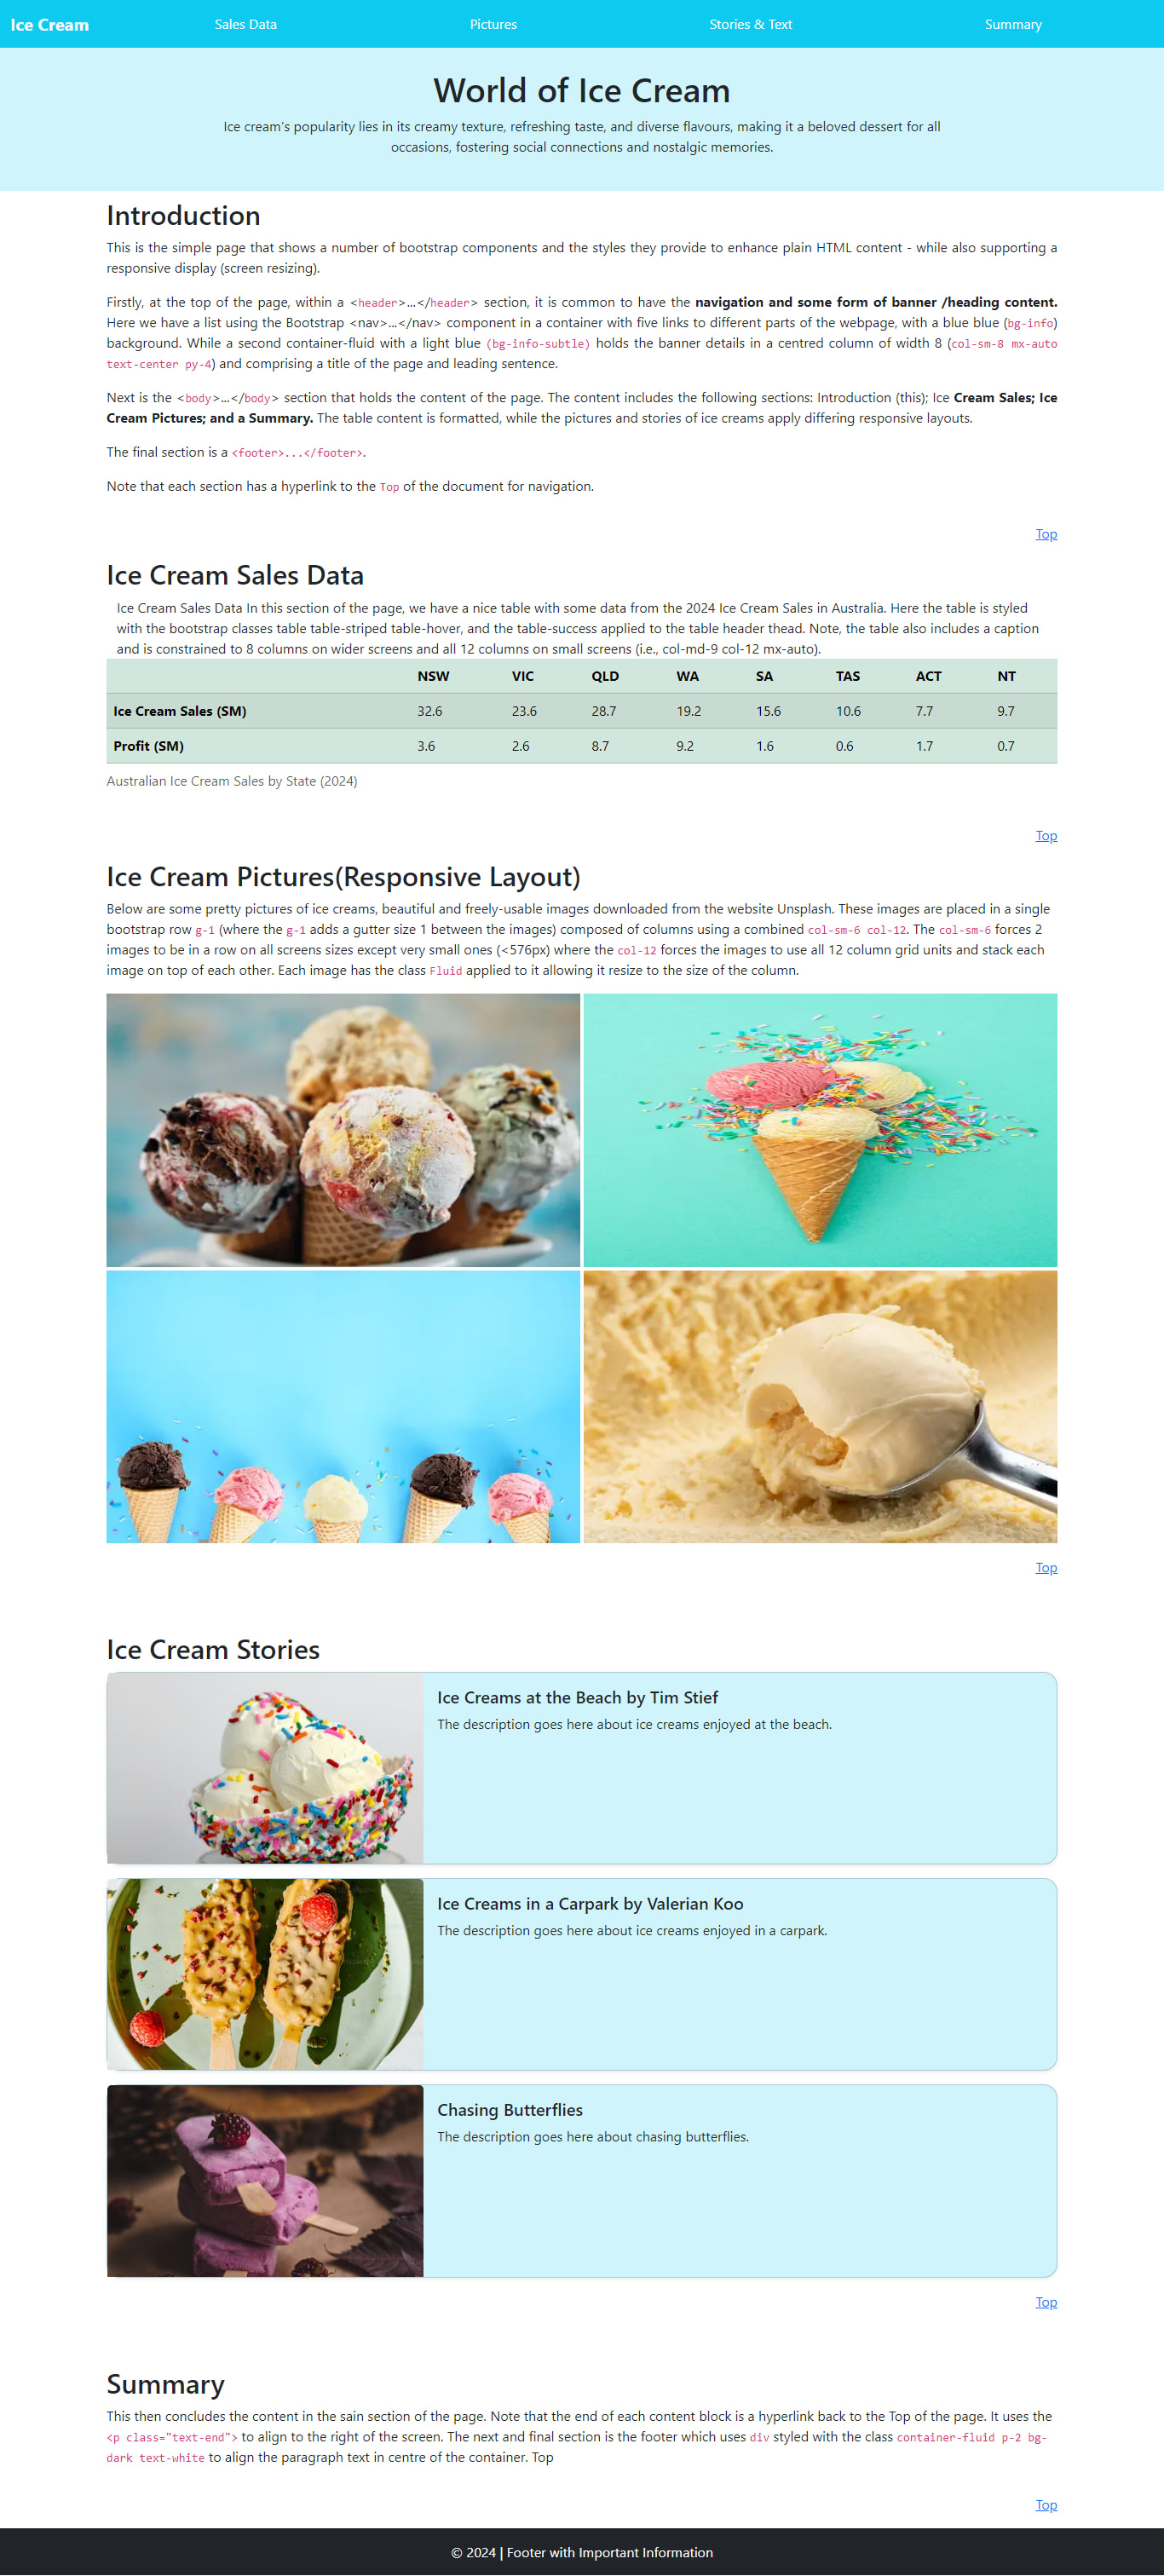 Ice Cream Sales Data Pictures Stories & Text Summary
World of Ice Cream
Ice cream's popularity lies in its creamy texture, refreshing taste, and diverse flavours, making it a beloved dessert for all
occasions, fostering social connections and nostalgic memories.
Introduction
This is the simple page that shows a number of bootstrap components and the styles they provide to enhance plain HTML content - while also supporting a
responsive display (screen resizing).
Firstly, at the top of the page, within a <header>...</header> section, it is common to have the navigation and some form of banner /heading content.
Here we have a list using the Bootstrap <nav>...</nav> component in a container with five links to different parts of the webpage, with a blue blue (bg-info)
background. While a second container-fluid with a light blue (bg-info-subtle) holds the banner details in a centred column of width 8 (col-sm-8 mx-auto
text-center py-4) and comprising a title of the page and leading sentence.
Next is the <body>...</body> section that holds the content of the page. The content includes the following sections: Introduction (this); Ice Cream Sales; Ice
Cream Pictures; and a Summary. The table content is formatted, while the pictures and stories of ice creams apply differing responsive layouts.
The final section is a <footer>...</footer>.
Note that each section has a hyperlink to the Top of the document for navigation.
Top
Ice Cream Sales Data
Ice Cream Sales Data In this section of the page, we have a nice table with some data from the 2024 Ice Cream Sales in Australia. Here the table is styled
with the bootstrap classes table table-striped table-hover, and the table-success applied to the table header thead. Note, the table also includes a caption
and is constrained to 8 columns on wider screens and all 12 columns on small screens (i.e., col-md-9 col-12 mx-auto).
NSW VIC QLD WA SA TAS ACT NT
Ice Cream Sales (SM) 32.6 23.6 28.7 19.2 15.6 10.6 7.7 9.7
Profit (SM) 3.6 2.6 8.7 9.2 1.6 0.6 1.7 0.7
Australian Ice Cream Sales by State (2024)
Top
Ice Cream Pictures(Responsive Layout)
Below are some pretty pictures of ice creams, beautiful and freely-usable images downloaded from the website Unsplash. These images are placed in a single
bootstrap row g-1 (where the g-1 adds a gutter size 1 between the images) composed of columns using a combined col-sm-6 col-12. The col-sm-6 forces 2
images to be in a row on all screens sizes except very small ones (<576px) where the col-12 forces the images to use all 12 column grid units and stack each
image on top of each other. Each image has the class Fluid applied to it allowing it resize to the size of the column.
Top
Ice Cream Stories
Ice Creams at the Beach by Tim Stief
The description goes here about ice creams enjoyed at the beach.
Ice Creams in a Carpark by Valerian Koo
The description goes here about ice creams enjoyed in a carpark.
Chasing Butterflies
The description goes here about chasing butterflies.
Top
Summary
This then concludes the content in the sain section of the page. Note that the end of each content block is a hyperlink back to the Top of the page. It uses the
<p class="text-end"> to align to the right of the screen. The next and final section is the footer which uses div styled with the class container-fluid p-2 bg-
dark text-white to align the paragraph text in centre of the container. Top
Top
© 2024 | Footer with Important Information